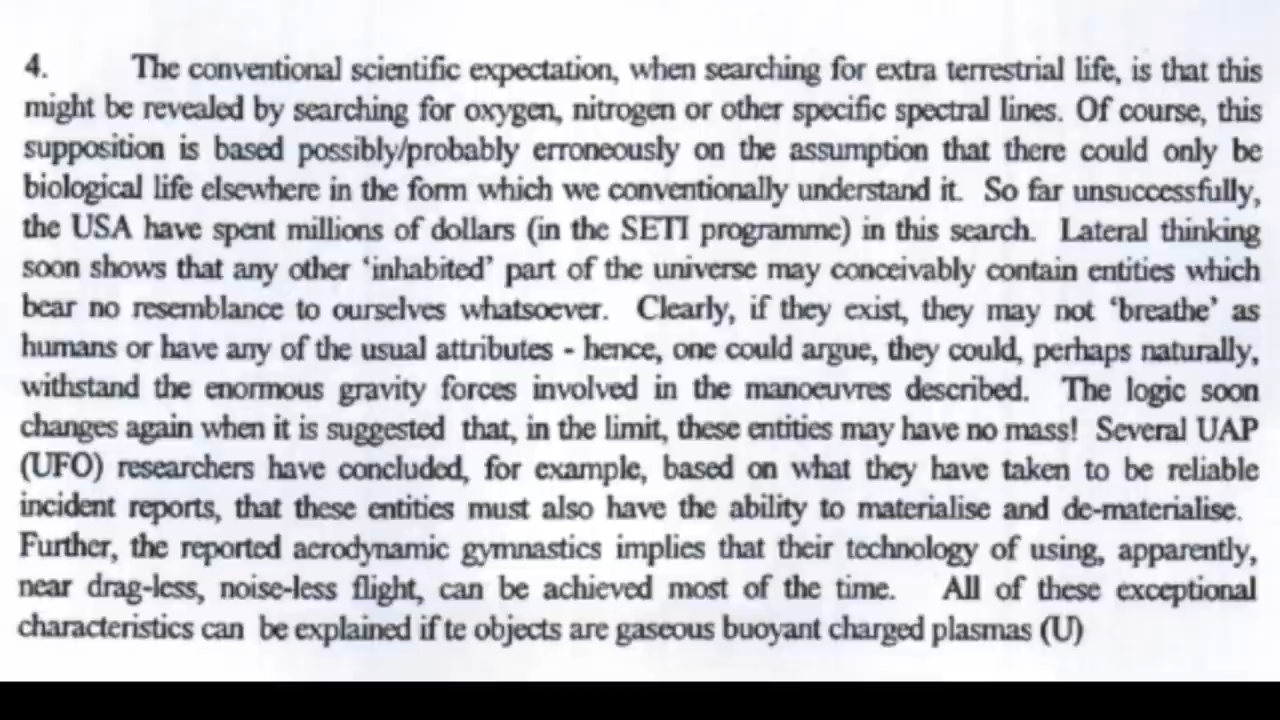 4. The conventional scientific expectation, when searching for extra terrestrial life, is that this
might be revealed by searching for oxygen, nitrogen or other specific spectral lines. Of course, this
supposition is based possibly/probably erroneously on the assumption that there could only be
biological life elsewhere in the form which we conventionally understand it. So far unsuccessfully,
the USA have spent millions of dollars (in the SETI programme) in this search. Lateral thinking
soon shows that any other ‘inhabited’ part of the universe may conceivably contain entities which
bear no resemblance to ourselves whatsoever. Clearly, if they exist, they may not ‘breathe’ as
humans or have any of the usual attributes - hence, one could argue, they could, perhaps naturally,
withstand the enormous gravity forces involved in the manoeuvres described. The logic soon
changes again when it is suggested that, in the limit, these entities may have no mass! Several UAP
(UFO) researchers have concluded, for example, based on what they have taken to be reliable
incident reports, that these entities must also have the ability to materialise and de-materialise.
Further, the reported aerodynamic gymnastics implies that their technology of using, apparently,
near drag-less, noise-less flight, can be achieved most of the time. All of these exceptional
characteristics can be explained if te objects are gaseous buoyant charged plasmas (U)